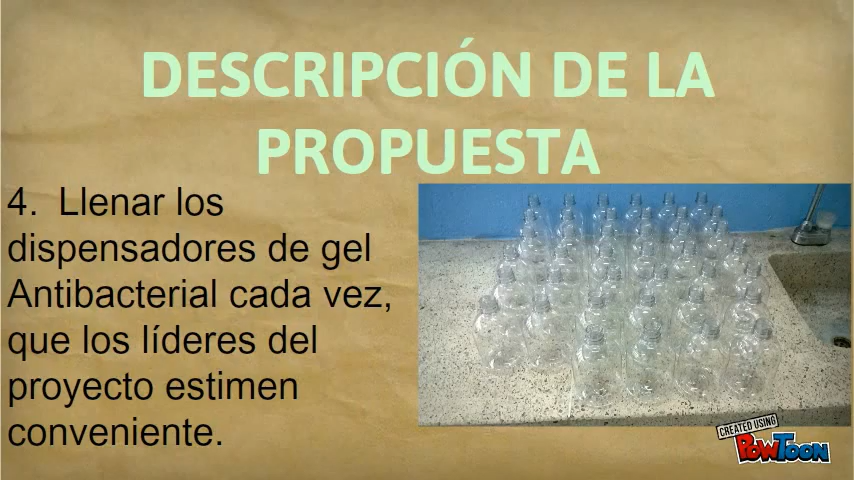 DESCRIPCIÓN DE LA
PROPUESTA
4. Llenar los
dispensadores de gel
Antibacterial cada vez,
que los líderes del
proyecto estimen
conveniente.
CREATED USING
POWTOON